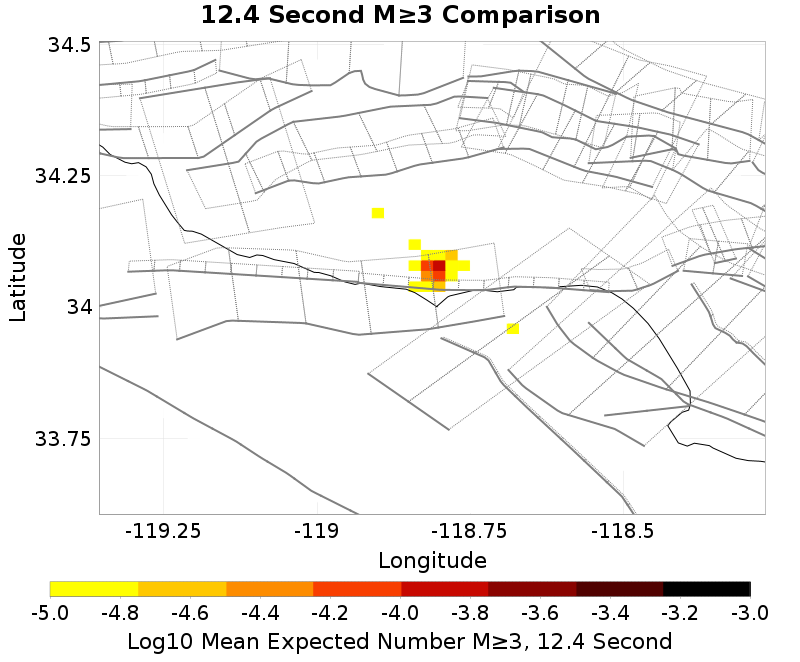 12.4 Second M≥3 Comparison
34.5
34.25
34
33.75
Latitude
-119.25 -119 -118.75 -118.5
Longitude
-5.0 -4.8 -4.6 -4.4 -4.2 -4.0 -3.8 -3.6 -3.4 -3.2 -3.0
Log10 Mean Expected Number M≥3, 12.4 Second